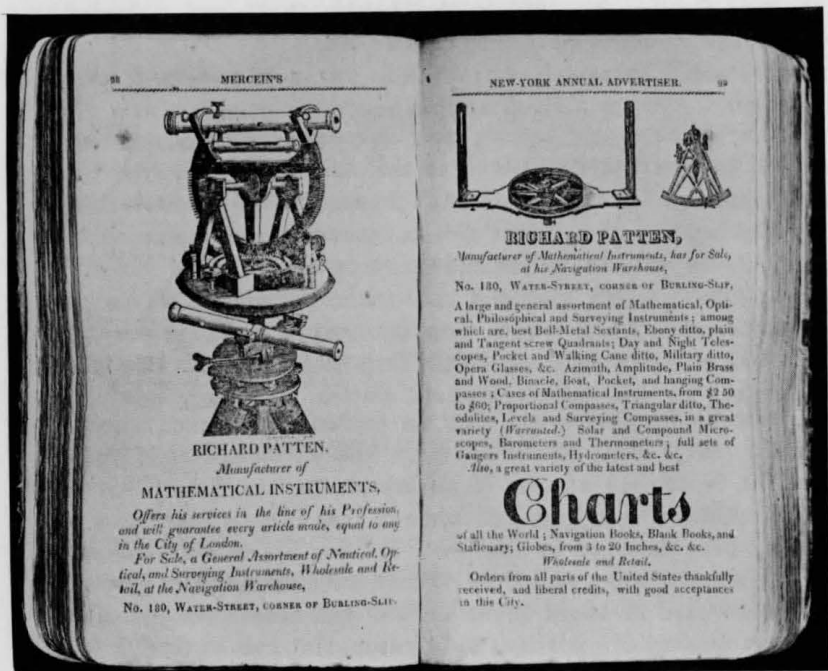 98
MERCEIN'S
RICHARD PATTEN,
Manufacturer of
MATHEMATICAL INSTRUMENTS,
Offers his services in the line of his Profession,
and will guarantee every article made, equal to any
in the City of London.
For Sale, a General Assortment of Nautical, Op-
tical, and Surveying Instruments, Wholesale and Re-
tail, at the Navigation Warehouse,
No. 180, WATER-STREET, CORNER OF BURLING-SLIP.
NEW-YORK ANNUAL ADVERTISER.
99
RICHARD PATTEN,
Manufacturer of Mathematical Instruments, has for Sale,
at his Navigation Warehouse,
No. 180, WATER-STREET, CORNER OF BURLING-SLIP,
A large and general assortment of Mathematical, Opti-
cal, Philosophical and Surveying Instruments; among
which are, best Bell-Metal Sextants, Ebony ditto, plain
and Tangent screw Quadrants; Day and Night Teles-
copes, Pocket and Walking Cane ditto, Military ditto,
Opera Glasses, &c. Azimuth, Amplitude, Plain Brass
and Wood, Binacle, Boat, Pocket, and hanging Com-
passes; Cases of Mathematical Instruments, from $2 50
to $60; Proportional Compasses, Triangular ditto, The-
odolites, Levels and Surveying Compasses, in a great
variety (Warranted.) Solar and Compound Micro-
scopes, Barometers and Thermometers; full sets of
Gaugers Instruments, Hydrometers, &c. &c.
Also, a great variety of the latest and best
Charts
of all the World; Navigation Books, Blank Books, and
Stationary; Globes, from 3 to 20 Inches, &c. &c.
Wholesale and Retail.
Orders from all parts of the United States thankfully
received, and liberal credits, with good acceptances
in this City.